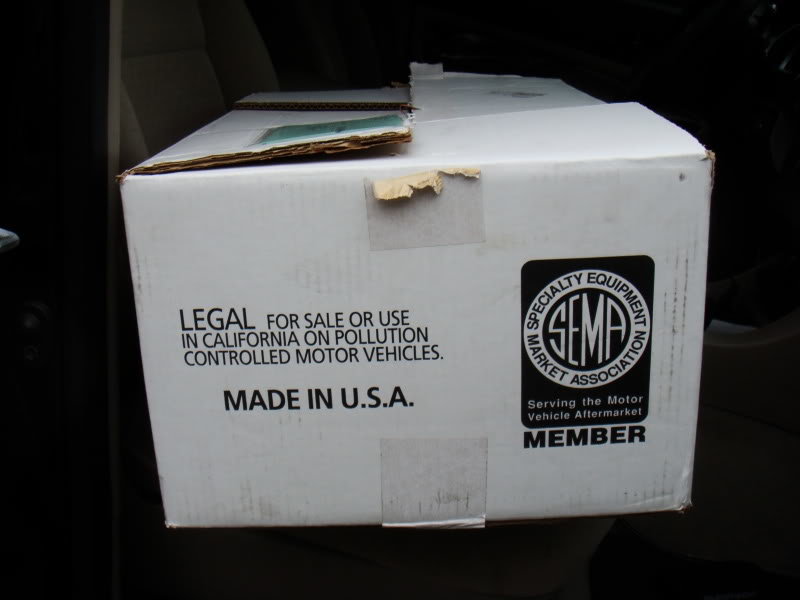 LEGAL FOR SALE OR USE
IN CALIFORNIA ON POLLUTION
CONTROLLED MOTOR VEHICLES.
MADE IN U.S.A.
SPECIALTY EQUIPMENT
SEMA
MARKET ASSOCIATION
Serving the Motor
Vehicle Aftermarket
MEMBER